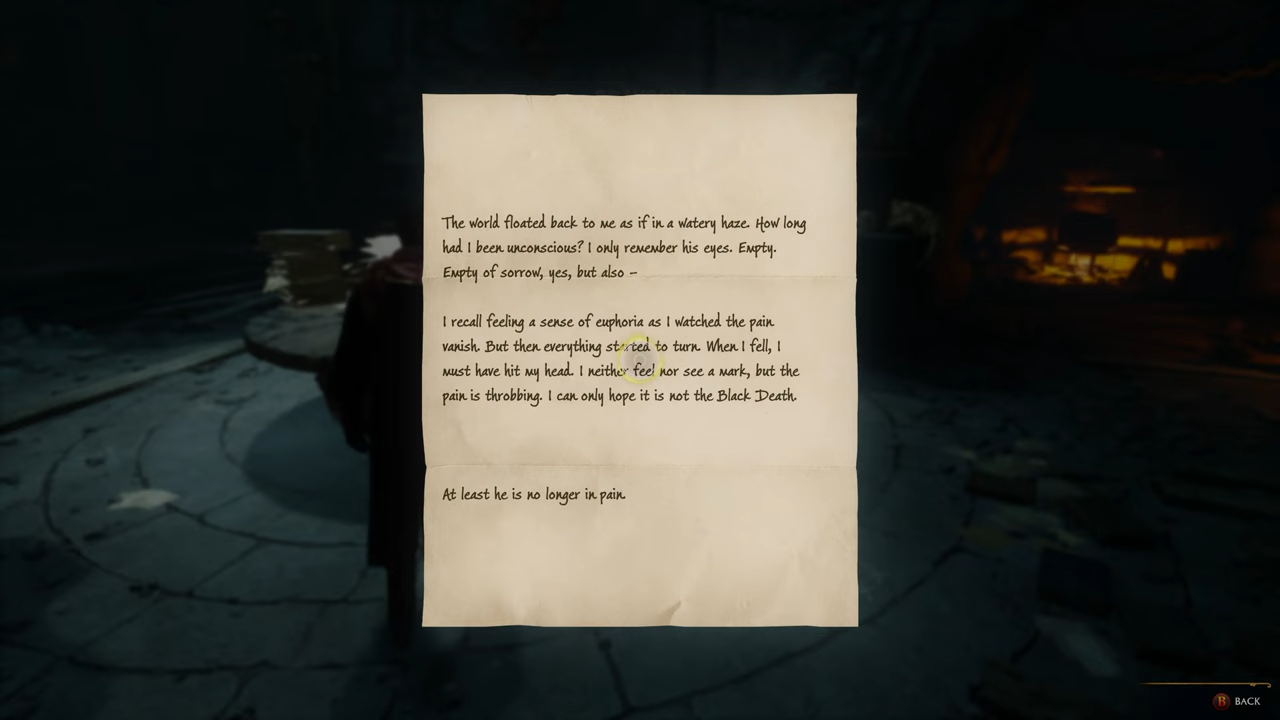 The world floated back to me as if in a watery haze. How long
had I been unconscious? I only remember his eyes. Empty.
Empty of sorrow, yes, but also –
I recall feeling a sense of euphoria as I watched the pain
vanish. But then everything started to turn. When I fell, I
must have hit my head. I neither feel nor see a mark, but the
pain is throbbing. I can only hope it is not the Black Death.
At least he is no longer in pain.
B BACK